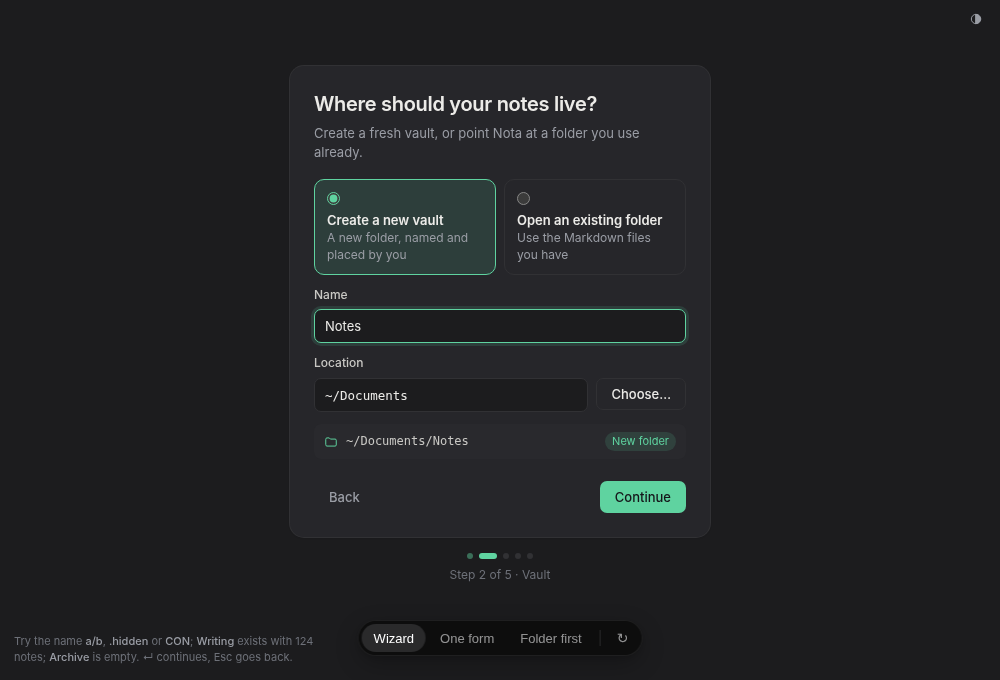 Where should your notes live?
Create a fresh vault, or point Nota at a folder you use
already.
Create a new vault
A new folder, named and
placed by you
Open an existing folder
Use the Markdown files
you have
Name
Notes
Location
~/Documents
Choose...
~/Documents/Notes
New folder
Back
Continue
Step 2 of 5 · Vault
Try the name a/b, .hidden or CON; Writing exists with 124
notes; Archive is empty. ↵ continues, Esc goes back.
Wizard
One form
Folder first